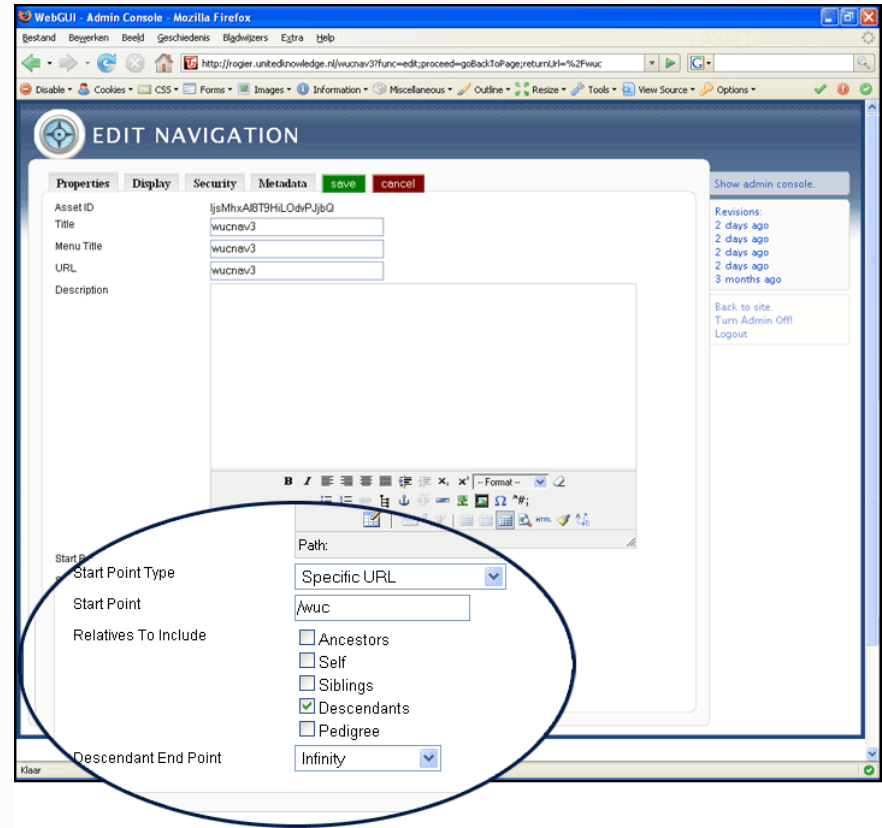 WebGUI - Admin Console - Mozilla Firefox
Bestand Bewerken Beeld Geschiedenis Bladwijzers Extra Help
http://rogier.unitedknowledge.nl/wucnav3?func=edit;proceed=goBackToPage;returnUrl=%2Fwuc
Disable Cookies CSS Forms Images Information Miscellaneous Outline Resize Tools View Source Options
EDIT NAVIGATION
Properties Display Security Metadata save cancel
Show admin console.
Asset ID
Title wucnav3
Menu Title wucnav3
URL wucnav3
Description
Revisions:
2 days ago
2 days ago
2 days ago
2 days ago
3 months ago
Back to site.
Turn Admin Off!
Logout
B I -- Format --
HTML
Path:
Start Point Type Specific URL
Start Point /wuc
Relatives To Include Ancestors
Self
Siblings
Descendants
Pedigree
Descendant End Point Infinity
Klaar